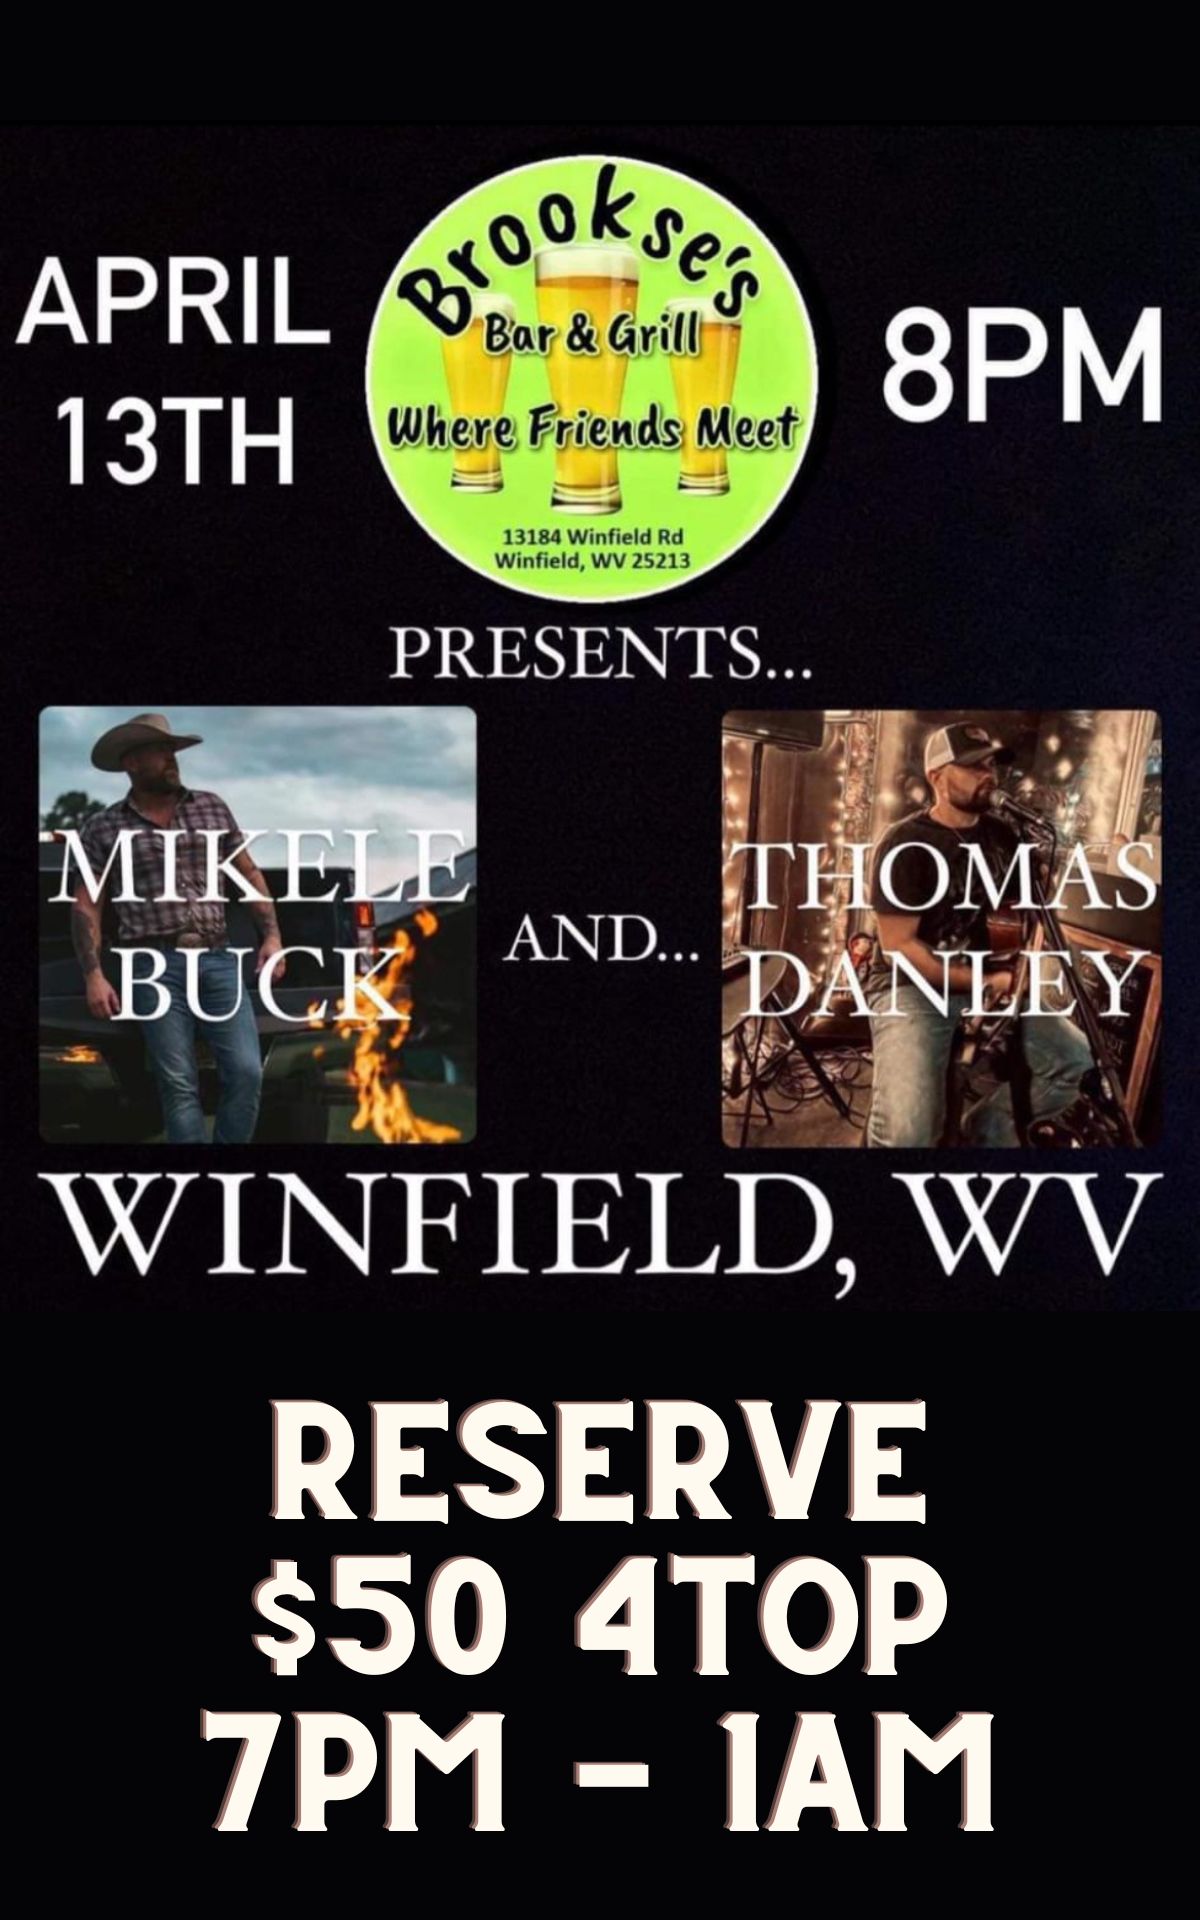 APRIL
13TH
Brookse's
Bar & Grill
Where Friends Meet
13184 Winfield Rd
Winfield, WV 25213
8PM
PRESENTS...
MIKELE
BUCK
AND...
THOMAS
DANLEY
WINFIELD, WV
RESERVE
$50 4TOP
7PM - 1AM